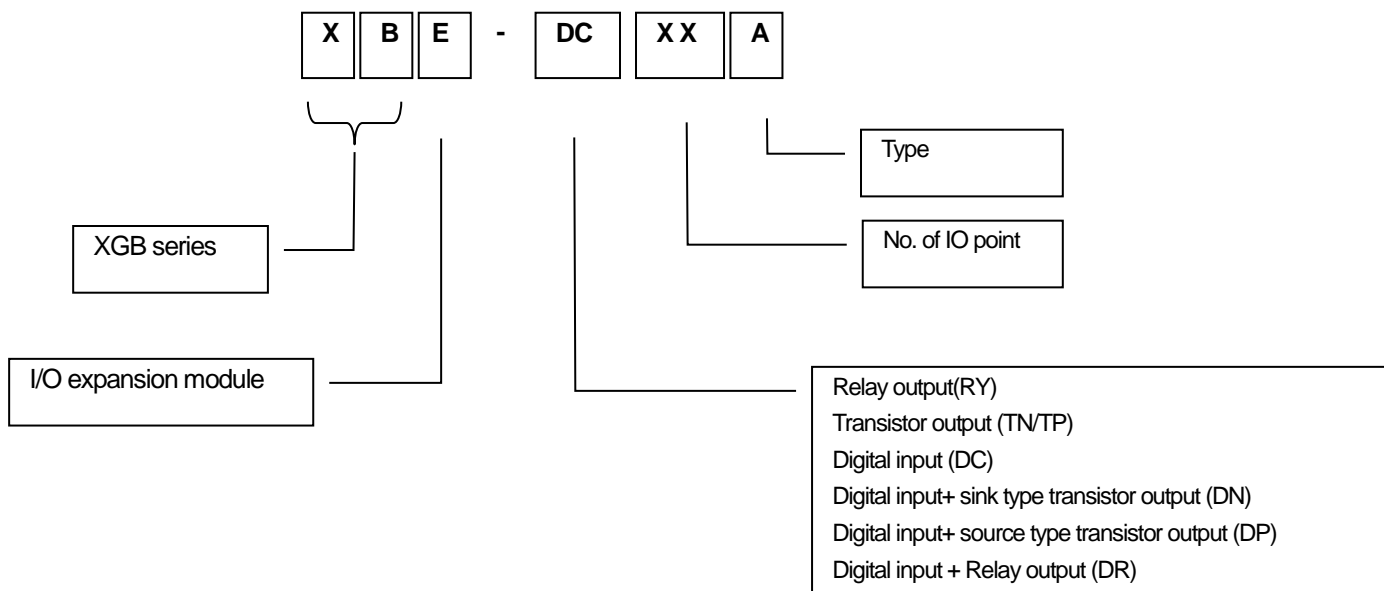 X B E - DC X X A
Type
No. of IO point
XGB series
I/O expansion module
Relay output(RY)
Transistor output (TN/TP)
Digital input (DC)
Digital input+ sink type transistor output (DN)
Digital input+ source type transistor output (DP)
Digital input + Relay output (DR)